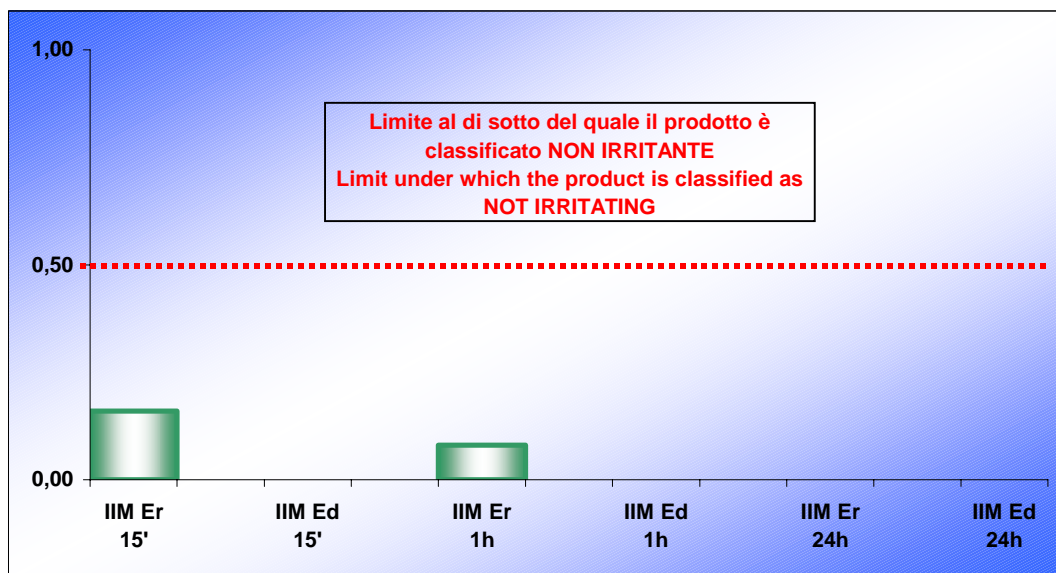 1,00
Limite al di sotto del quale il prodotto è
classificato NON IRRITANTE
Limit under which the product is classified as
NOT IRRITATING
0,50
0,00
IIM Er
15'
IIM Ed
15'
IIM Er
1h
IIM Ed
1h
IIM Er
24h
IIM Ed
24h